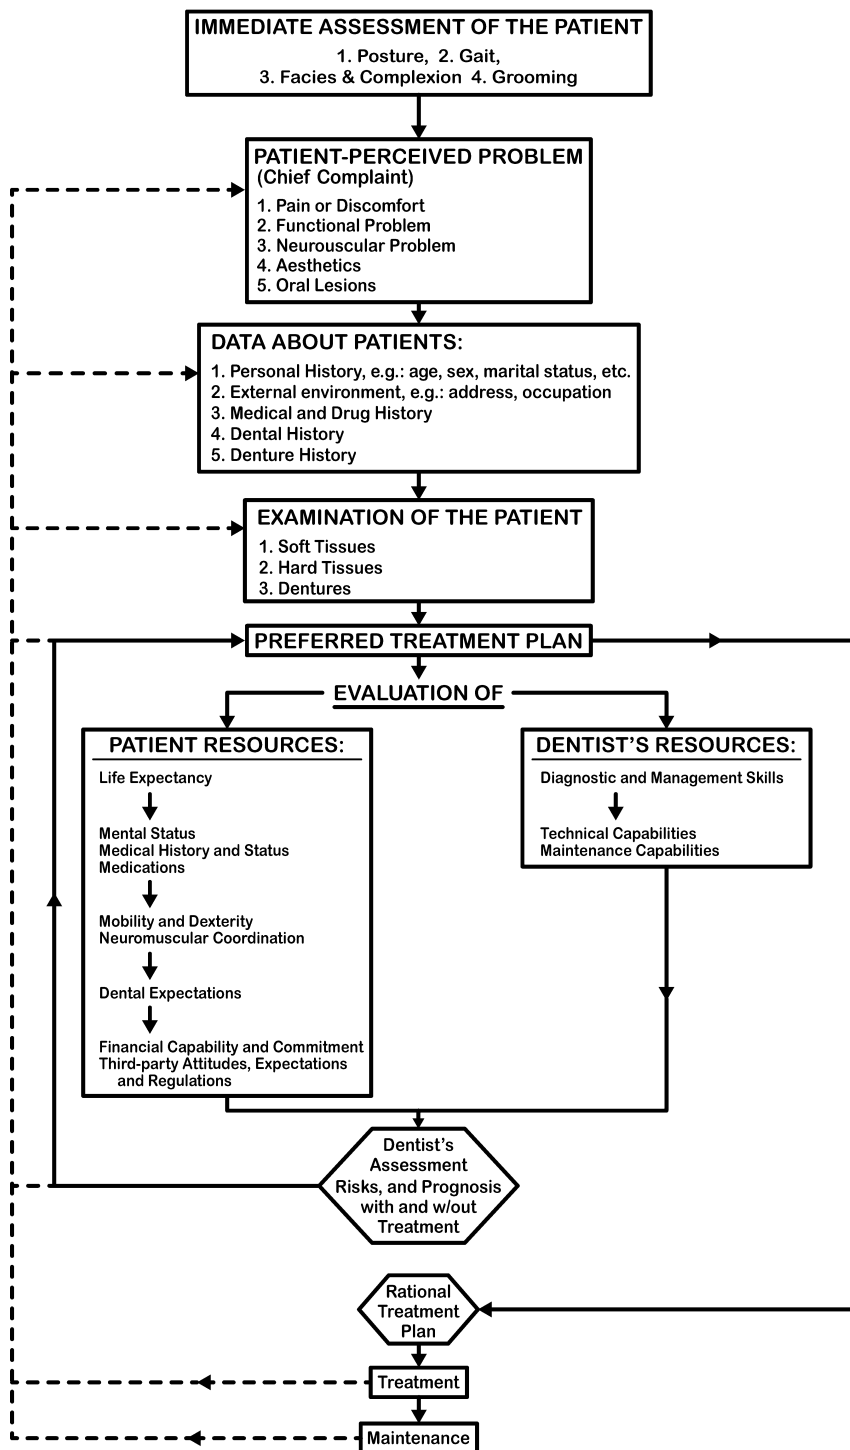 IMMEDIATE ASSESSMENT OF THE PATIENT
1. Posture, 2. Gait,
3. Facies & Complexion 4. Grooming
PATIENT-PERCEIVED PROBLEM
(Chief Complaint)
1. Pain or Discomfort
2. Functional Problem
3. Neurouscular Problem
4. Aesthetics
5. Oral Lesions
DATA ABOUT PATIENTS:
1. Personal History, e.g.: age, sex, marital status, etc.
2. External environment, e.g.: address, occupation
3. Medical and Drug History
4. Dental History
5. Denture History
EXAMINATION OF THE PATIENT
1. Soft Tissues
2. Hard Tissues
3. Dentures
PREFERRED TREATMENT PLAN
EVALUATION OF
PATIENT RESOURCES:
Life Expectancy
Mental Status
Medical History and Status
Medications
Mobility and Dexterity
Neuromuscular Coordination
Dental Expectations
Financial Capability and Commitment
Third-party Attitudes, Expectations
and Regulations
DENTIST'S RESOURCES:
Diagnostic and Management Skills
Technical Capabilities
Maintenance Capabilities
Dentist's
Assessment
Risks, and Prognosis
with and w/out
Treatment
Rational
Treatment
Plan
Treatment
Maintenance